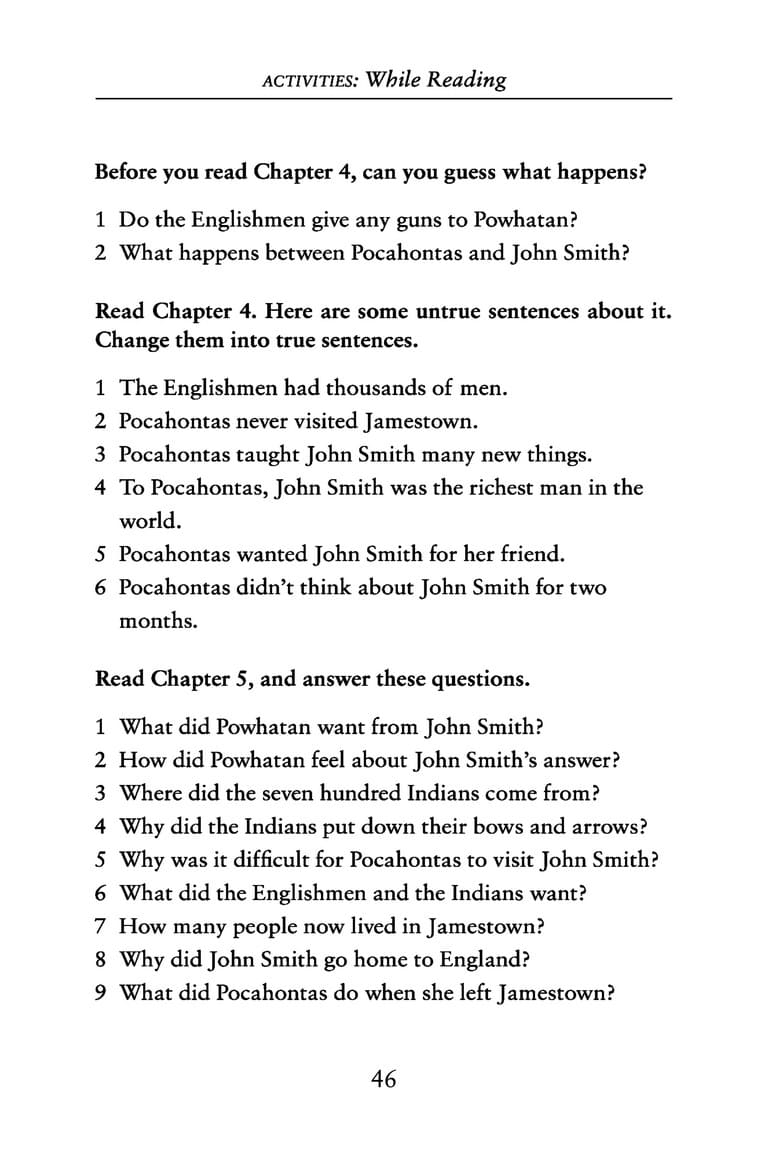 ACTIVITIES: While Reading
Before you read Chapter 4, can you guess what happens?
1 Do the Englishmen give any guns to Powhatan?
2 What happens between Pocahontas and John Smith?
Read Chapter 4. Here are some untrue sentences about it.
Change them into true sentences.
1 The Englishmen had thousands of men.
2 Pocahontas never visited Jamestown.
3 Pocahontas taught John Smith many new things.
4 To Pocahontas, John Smith was the richest man in the
world.
5 Pocahontas wanted John Smith for her friend.
6 Pocahontas didn't think about John Smith for two
months.
Read Chapter 5, and answer these questions.
1 What did Powhatan want from John Smith?
2 How did Powhatan feel about John Smith's answer?
3 Where did the seven hundred Indians come from?
4 Why did the Indians put down their bows and arrows?
5 Why was it difficult for Pocahontas to visit John Smith?
6 What did the Englishmen and the Indians want?
7 How many people now lived in Jamestown?
8 Why did John Smith go home to England?
9 What did Pocahontas do when she left Jamestown?
46